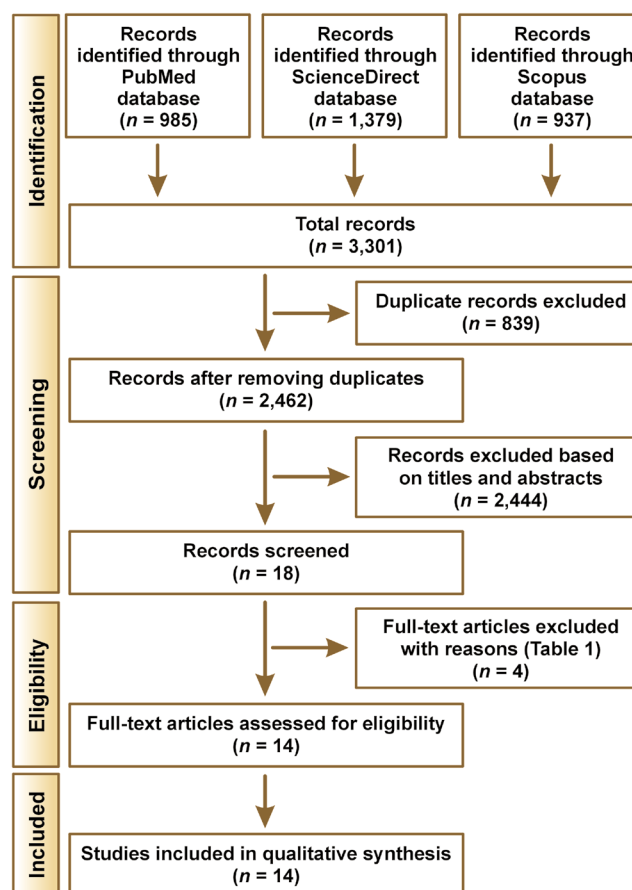 Identification
Records
identified through
PubMed
database
(n = 985)
Records
identified through
ScienceDirect
database
(n = 1,379)
Records
identified through
Scopus
database
(n = 937)
Total records
(n = 3,301)
Screening
Duplicate records excluded
(n = 839)
Records after removing duplicates
(n = 2,462)
Records excluded based
on titles and abstracts
(n = 2,444)
Records screened
(n = 18)
Eligibility
Full-text articles excluded
with reasons (Table 1)
(n = 4)
Full-text articles assessed for eligibility
(n = 14)
Included
Studies included in qualitative synthesis
(n = 14)